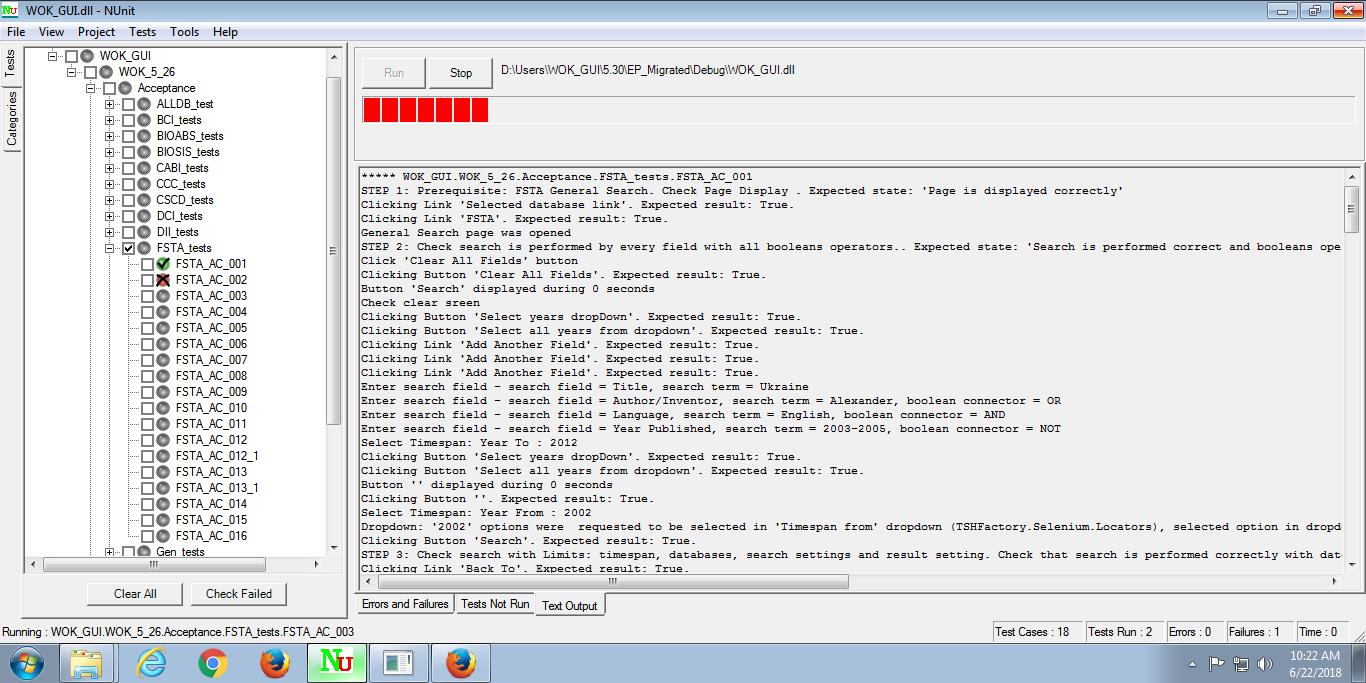 WOK_GUI.dll - NUnit
File View Project Tests Tools Help
Tests
Categories
WOK_GUI
WOK_5_26
Acceptance
ALLDB_test
BCI_tests
BIOABS_tests
BIOSIS_tests
CABI_tests
CCC_tests
CSCD_tests
DCI_tests
DII_tests
FSTA_tests
FSTA_AC_001
FSTA_AC_002
FSTA_AC_003
FSTA_AC_004
FSTA_AC_005
FSTA_AC_006
FSTA_AC_007
FSTA_AC_008
FSTA_AC_009
FSTA_AC_010
FSTA_AC_011
FSTA_AC_012
FSTA_AC_012_1
FSTA_AC_013
FSTA_AC_013_1
FSTA_AC_014
FSTA_AC_015
FSTA_AC_016
Gen_tests
Clear All Check Failed
Run Stop D:\Users\WOK_GUI\5.30\EP_Migrated\Debug\WOK_GUI.dll
***** WOK_GUI.WOK_5_26.Acceptance.FSTA_tests.FSTA_AC_001
STEP 1: Prerequisite: FSTA General Search. Check Page Display . Expected state: 'Page is displayed correctly'
Clicking Link 'Selected database link'. Expected result: True.
Clicking Link 'FSTA'. Expected result: True.
General Search page was opened
STEP 2: Check search is performed by every field with all booleans operators.. Expected state: 'Search is performed correct and booleans ope
Click 'Clear All Fields' button
Clicking Button 'Clear All Fields'. Expected result: True.
Button 'Search' displayed during 0 seconds
Check clear sreen
Clicking Button 'Select years dropDown'. Expected result: True.
Clicking Button 'Select all years from dropdown'. Expected result: True.
Clicking Link 'Add Another Field'. Expected result: True.
Clicking Link 'Add Another Field'. Expected result: True.
Clicking Link 'Add Another Field'. Expected result: True.
Enter search field - search field = Title, search term = Ukraine
Enter search field - search field = Author/Inventor, search term = Alexander, boolean connector = OR
Enter search field - search field = Language, search term = English, boolean connector = AND
Enter search field - search field = Year Published, search term = 2003-2005, boolean connector = NOT
Select Timespan: Year To : 2012
Clicking Button 'Select years dropDown'. Expected result: True.
Clicking Button 'Select all years from dropdown'. Expected result: True.
Button '' displayed during 0 seconds
Clicking Button ''. Expected result: True.
Select Timespan: Year From : 2002
Dropdown: '2002' options were  requested to be selected in 'Timespan from' dropdown (TSHFactory.Selenium.Locators), selected option in dropd
Clicking Button 'Search'. Expected result: True.
STEP 3: Check search with Limits: timespan, databases, search settings and result setting. Check that search is performed correctly with dat
Clicking Link 'Back To'. Expected result: True.
Errors and Failures Tests Not Run Text Output
Running : WOK_GUI.WOK_5_26.Acceptance.FSTA_tests.FSTA_AC_003 Test Cases : 18 Tests Run : 2 Errors : 0 Failures : 1 Time : 0
10:22 AM
6/22/2018